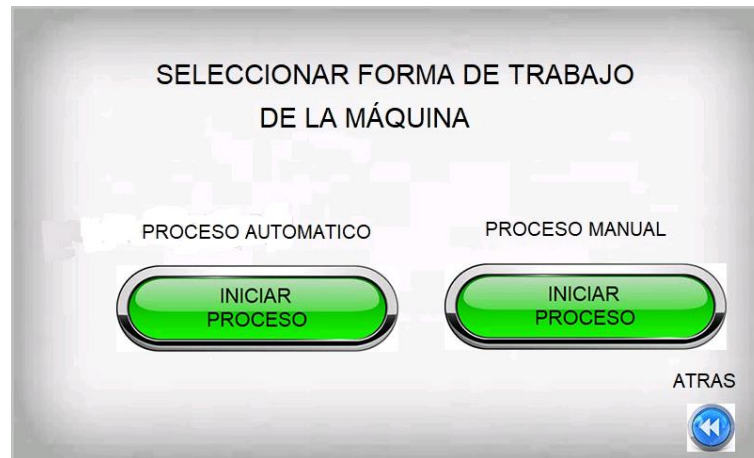 SELECCIONAR FORMA DE TRABAJO
DE LA MÁQUINA
PROCESO AUTOMATICO
PROCESO MANUAL
INICIAR
PROCESO
INICIAR
PROCESO
ATRAS